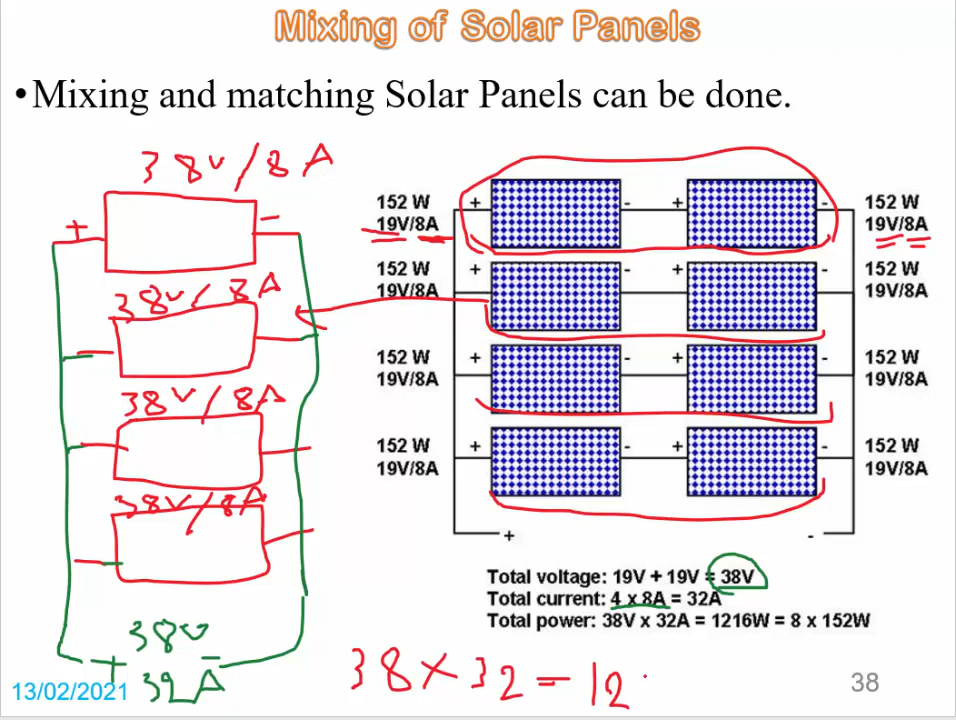 Mixing of Solar Panels
•Mixing and matching Solar Panels can be done.
38V/8A
+ -
38V/8A
38V/8A
38V/8A
38V
+ -
32A
152 W + - + - 152 W
19V/8A 19V/8A
152 W + - + - 152 W
19V/8A 19V/8A
152 W + - + - 152 W
19V/8A 19V/8A
152 W + - + - 152 W
19V/8A 19V/8A
+ -
Total voltage: 19V + 19V = 38V
Total current: 4 x 8A = 32A
Total power: 38V x 32A = 1216W = 8 x 152W
38 × 32 = 12
13/02/2021
38